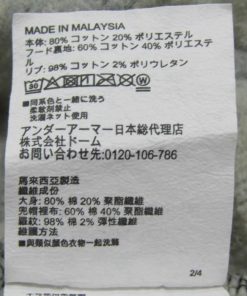 MADE IN MALAYSIA
本体: 80% コットン 20% ポリエステル
フード裏地: 60% コットン 40% ポリエステ
ル
リブ: 98% コットン 2% ポリウレタン
■同系色と一緒に洗う
柔軟剤禁止
洗濯ネット使用
アンダーアーマー日本総代理店
株式会社ドーム
お問い合わせ先:0120-106-786
馬來西亞製造
纖維成份
大身: 80% 棉 20% 聚酯纖維
兜帽裡布: 60% 棉 40% 聚酯纖維
羅紋: 98% 棉 2% 彈性纖維
維護方法
■與類似顏色衣物一起洗滌
2/4